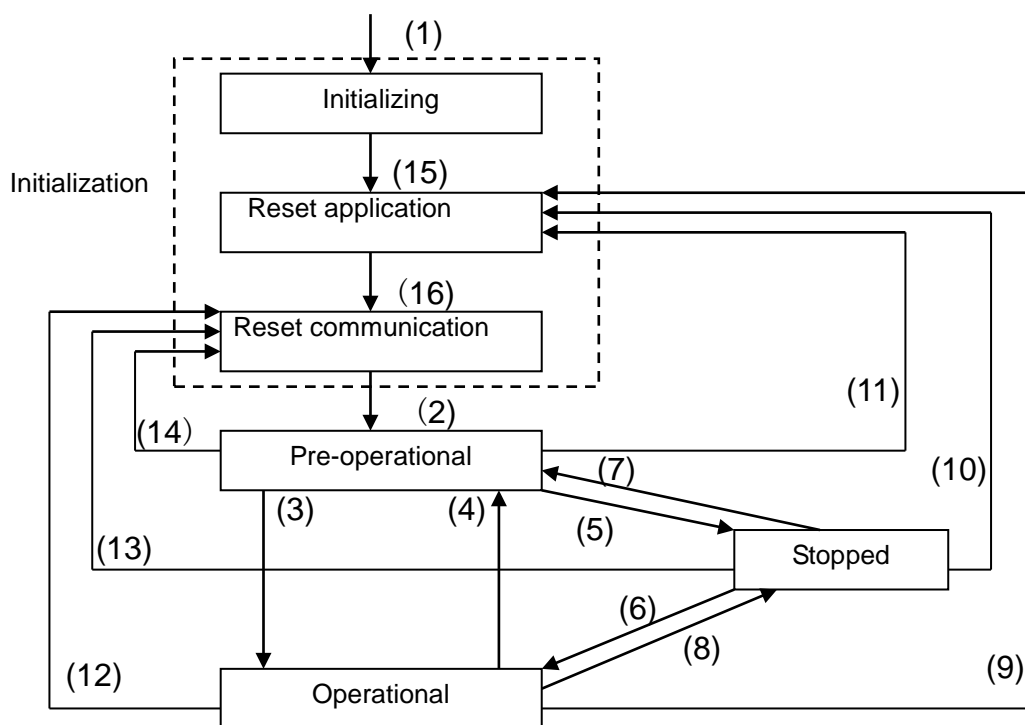 (1)
Initializing
Initialization
(15)
Reset application
（16)
Reset communication
（2)
(11)
(14）
Pre-operational
(7)
(10)
(3)
(4)
(5)
(13)
Stopped
(6)
(8)
(12)
Operational
(9)